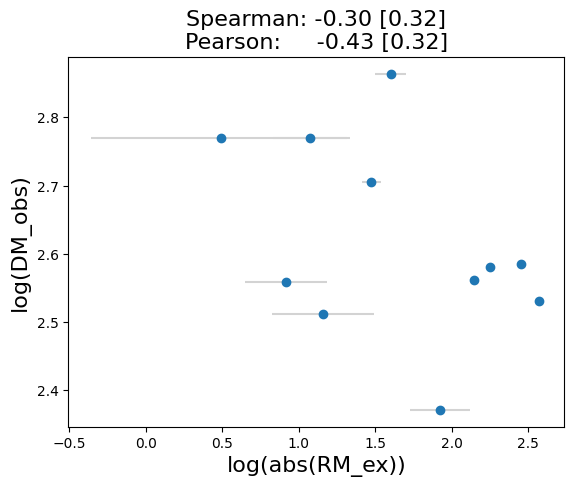 Spearman: -0.30 [0.32]
Pearson: -0.43 [0.32]
log(DM_obs)
2.8
2.7
2.6
2.5
2.4
-0.5 0.0 0.5 1.0 1.5 2.0 2.5
log(abs(RM_ex))